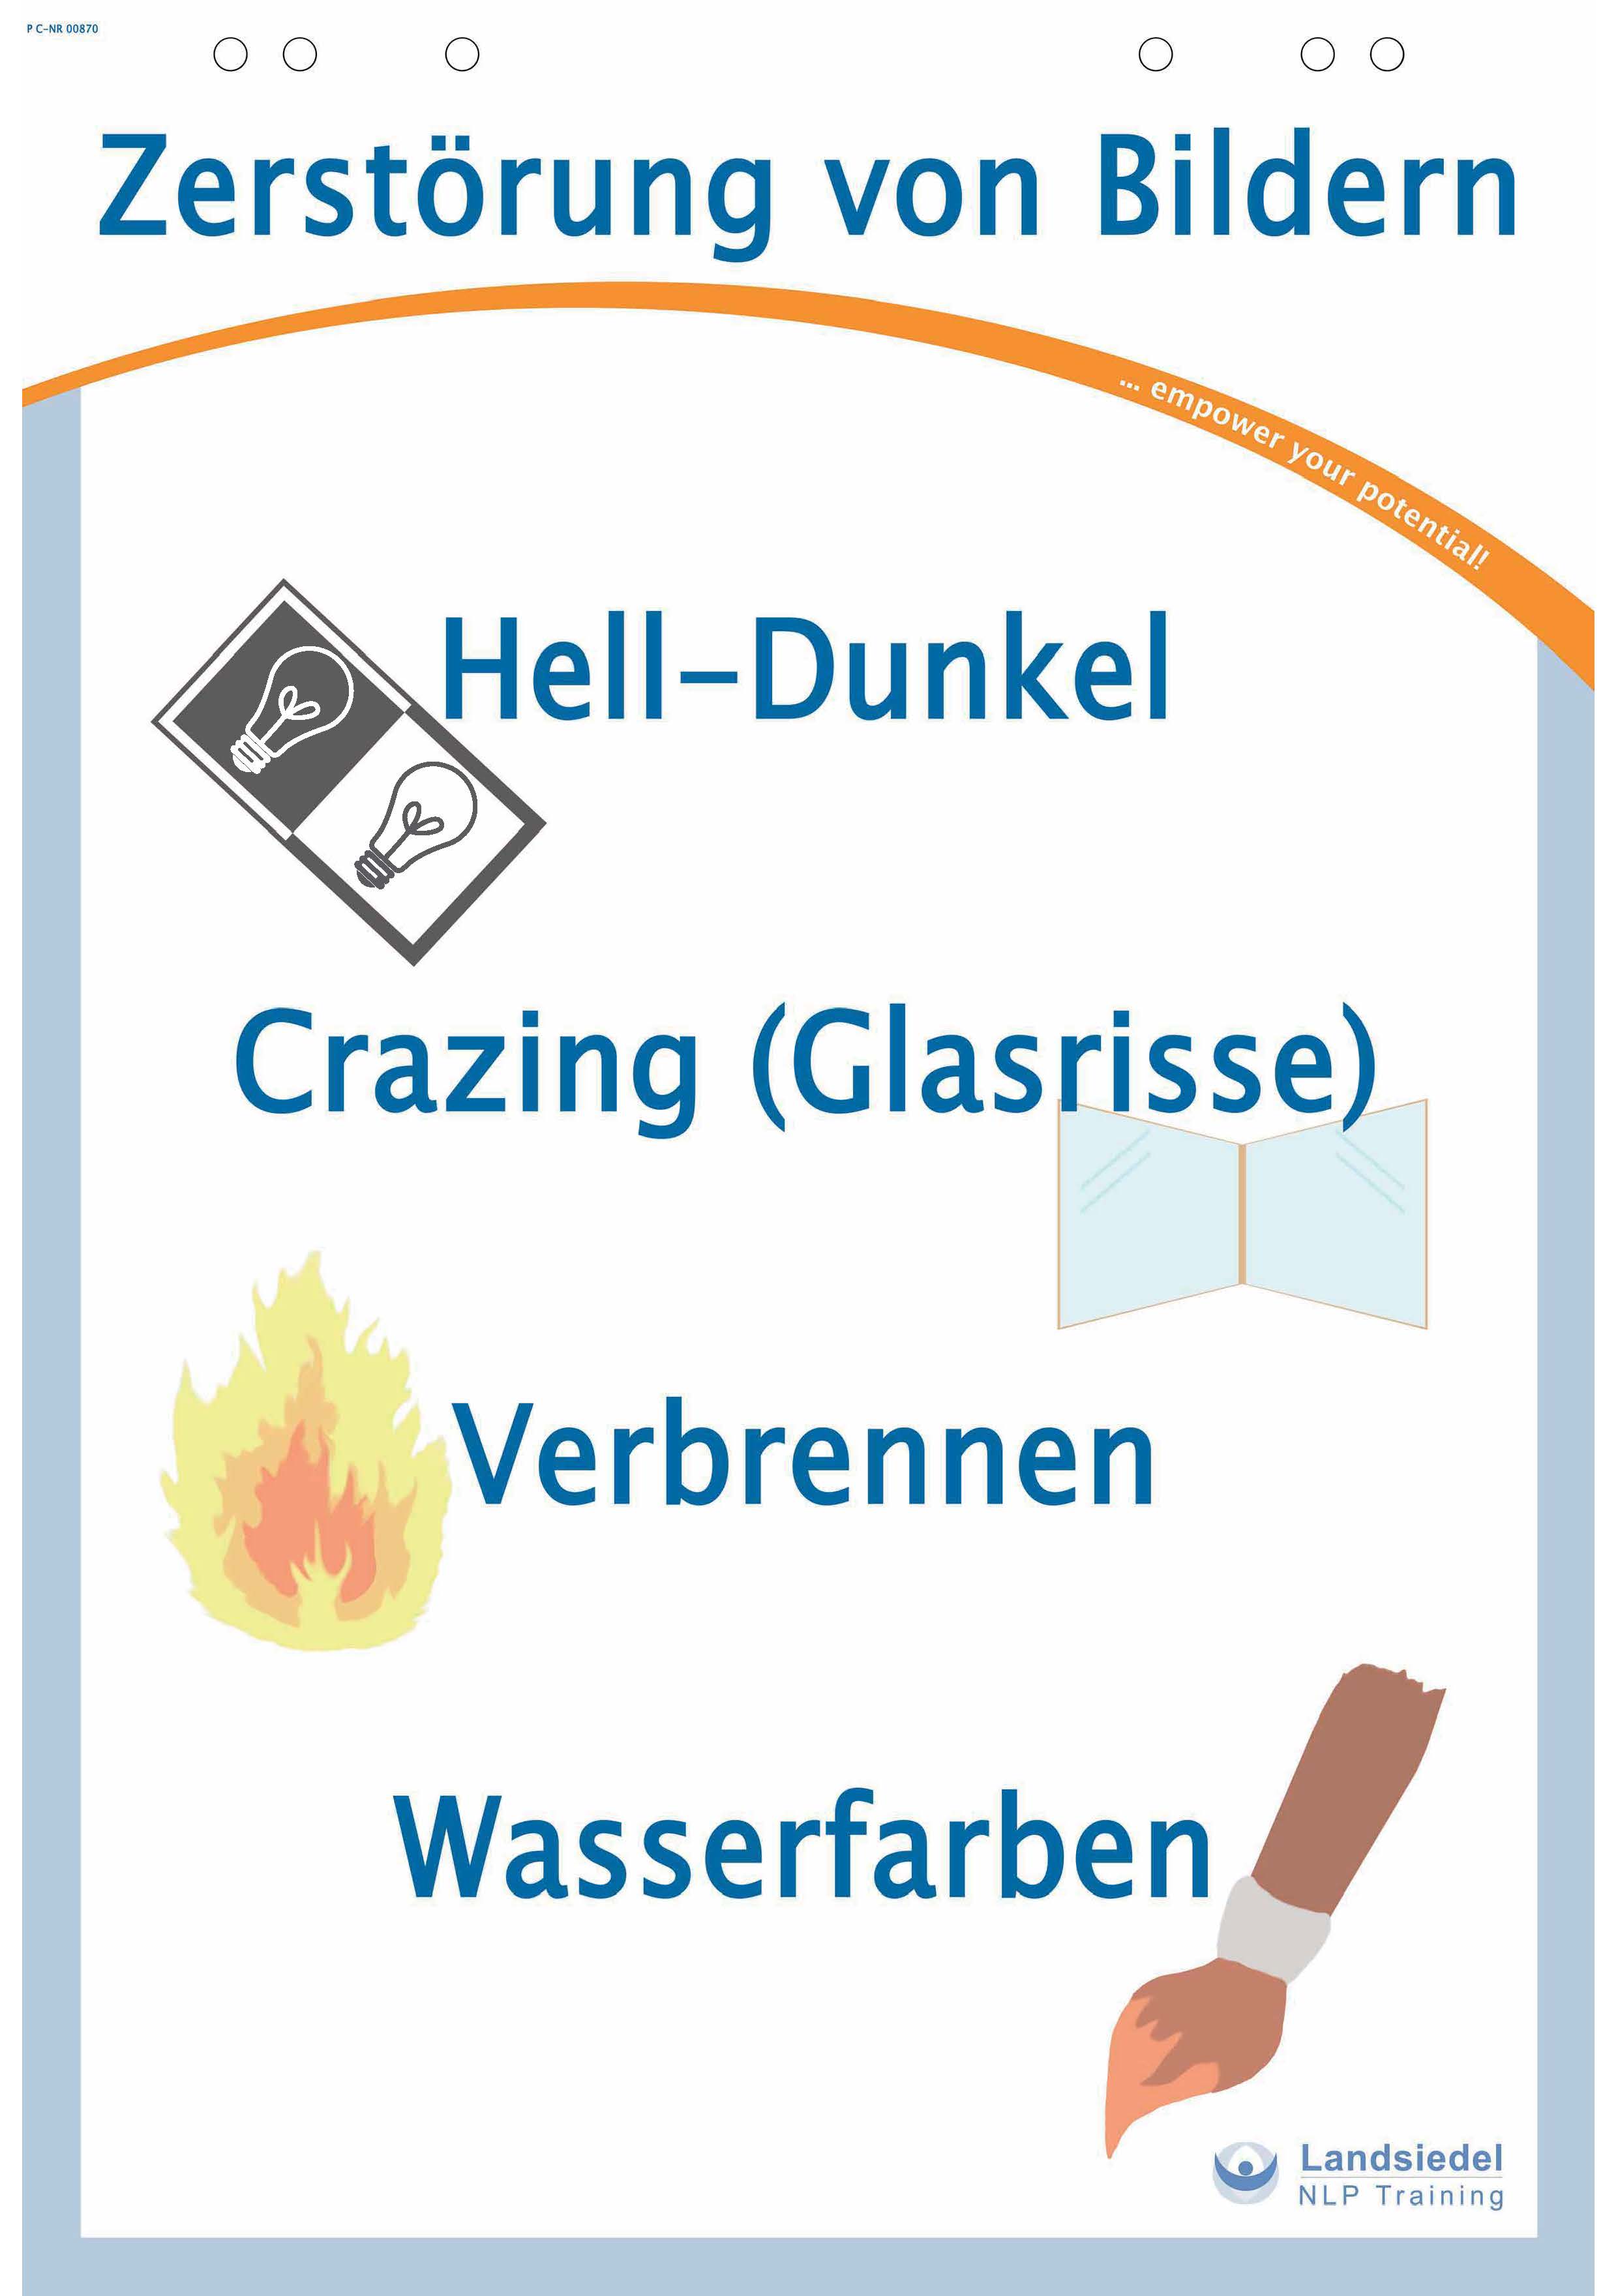 P C-NR 00870
Zerstörung von Bildern
... empower your potential!
Hell-Dunkel
Crazing (Glasrisse)
Verbrennen
Wasserfarben
Landsiedel
NLP Training